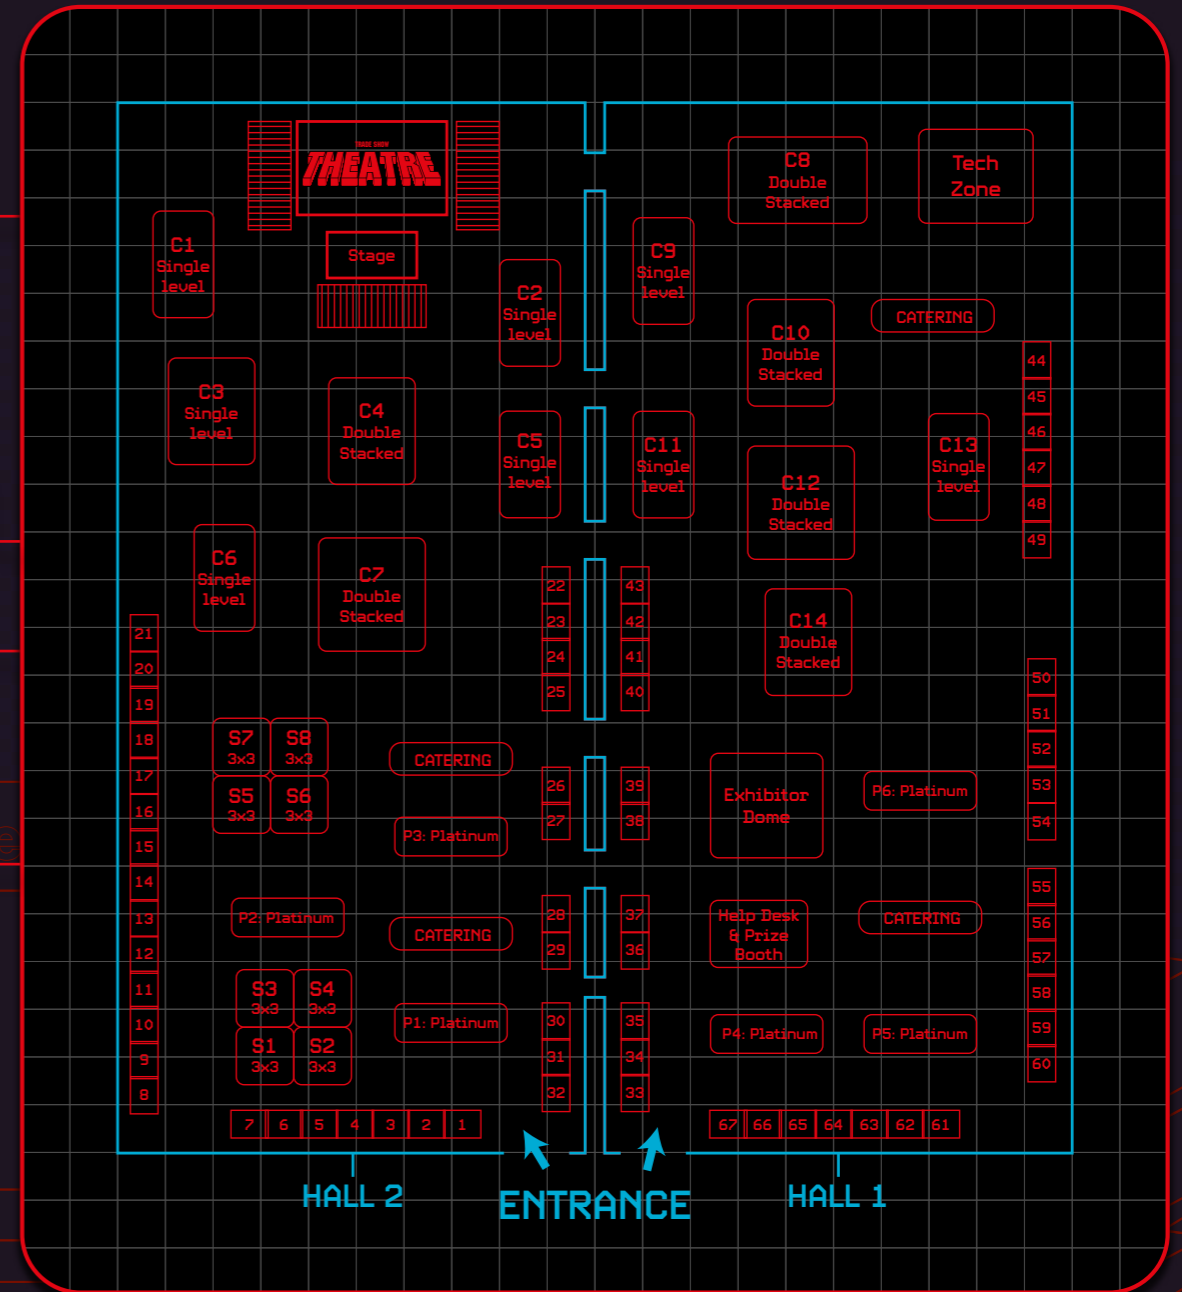 TRADE SHOW
THEATRE
Stage
C1
Single
level
C2
Single
level
C3
Single
level
C4
Double
Stacked
C5
Single
level
C6
Single
level
C7
Double
Stacked
C8
Double
Stacked
Tech
Zone
C9
Single
level
C10
Double
Stacked
CATERING
C11
Single
level
C12
Double
Stacked
C13
Single
level
C14
Double
Stacked
44
45
46
47
48
49
22
23
24
25
43
42
41
40
21
20
19
18
17
16
15
14
13
12
11
10
9
8
S7
3x3
S8
3x3
S5
3x3
S6
3x3
CATERING
P3: Platinum
26
27
39
38
Exhibitor
Dome
P6: Platinum
50
51
52
53
54
P2: Platinum
CATERING
28
29
37
36
Help Desk
& Prize
Booth
CATERING
55
56
57
58
59
60
S3
3x3
S4
3x3
S1
3x3
S2
3x3
P1: Platinum
30
31
32
35
34
33
P4: Platinum
P5: Platinum
7 6 5 4 3 2 1
67 66 65 64 63 62 61
HALL 2
ENTRANCE
HALL 1